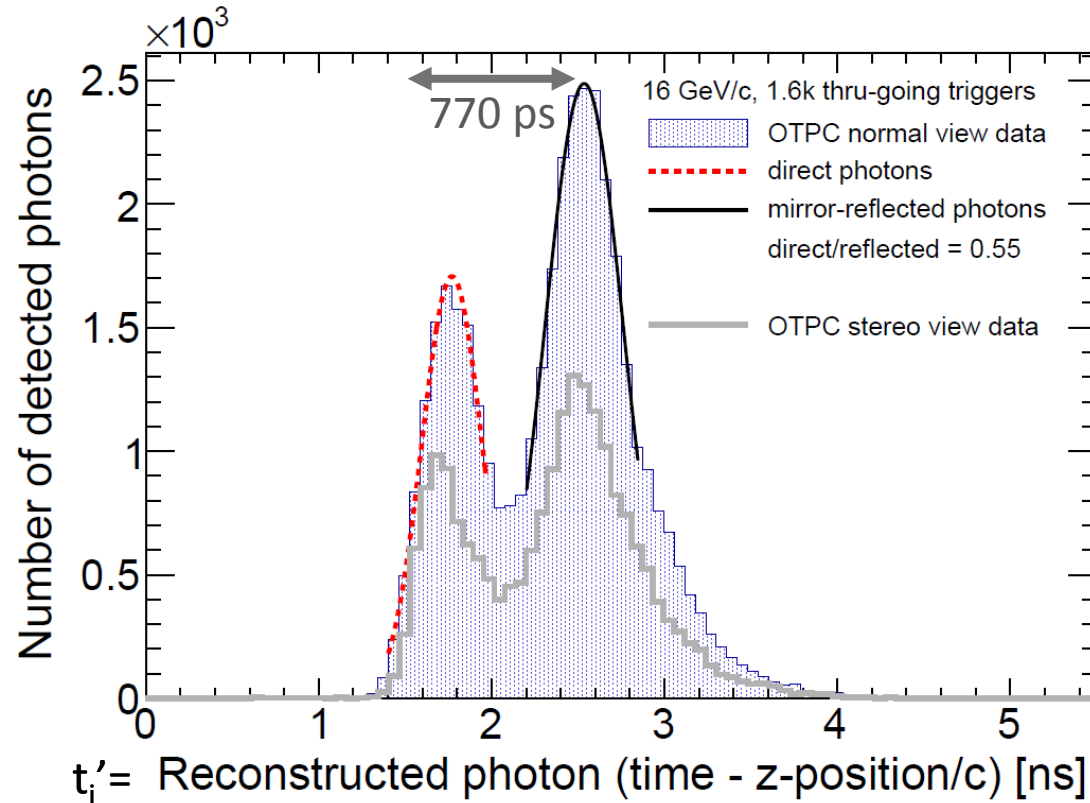 ×10³
2.5
2
1.5
1
0.5
0
Number of detected photons
770 ps
16 GeV/c, 1.6k thru-going triggers
OTPC normal view data
direct photons
mirror-reflected photons
direct/reflected = 0.55
OTPC stereo view data
0 1 2 3 4 5
tᵢ’= Reconstructed photon (time - z-position/c) [ns]